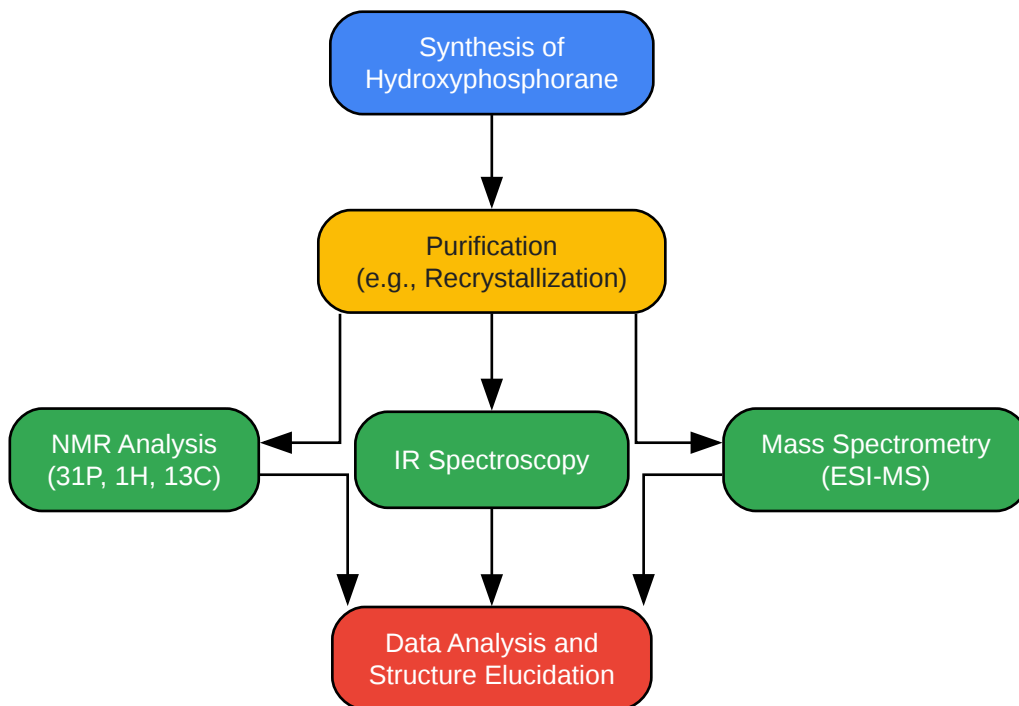 Synthesis of
Hydroxyphosphorane
Purification
(e.g., Recrystallization)
NMR Analysis
(31P, 1H, 13C)
IR Spectroscopy
Mass Spectrometry
(ESI-MS)
Data Analysis and
Structure Elucidation